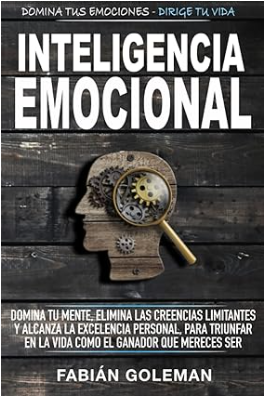 DOMINA TUS EMOCIONES - DIRIGE TU VIDA
INTELIGENCIA
EMOCIONAL
DOMINA TU MENTE, ELIMINA LAS CREENCIAS LIMITANTES
Y ALCANZA LA EXCELENCIA PERSONAL, PARA TRIUNFAR
EN LA VIDA COMO EL GANADOR QUE MERECES SER
FABIÁN GOLEMAN